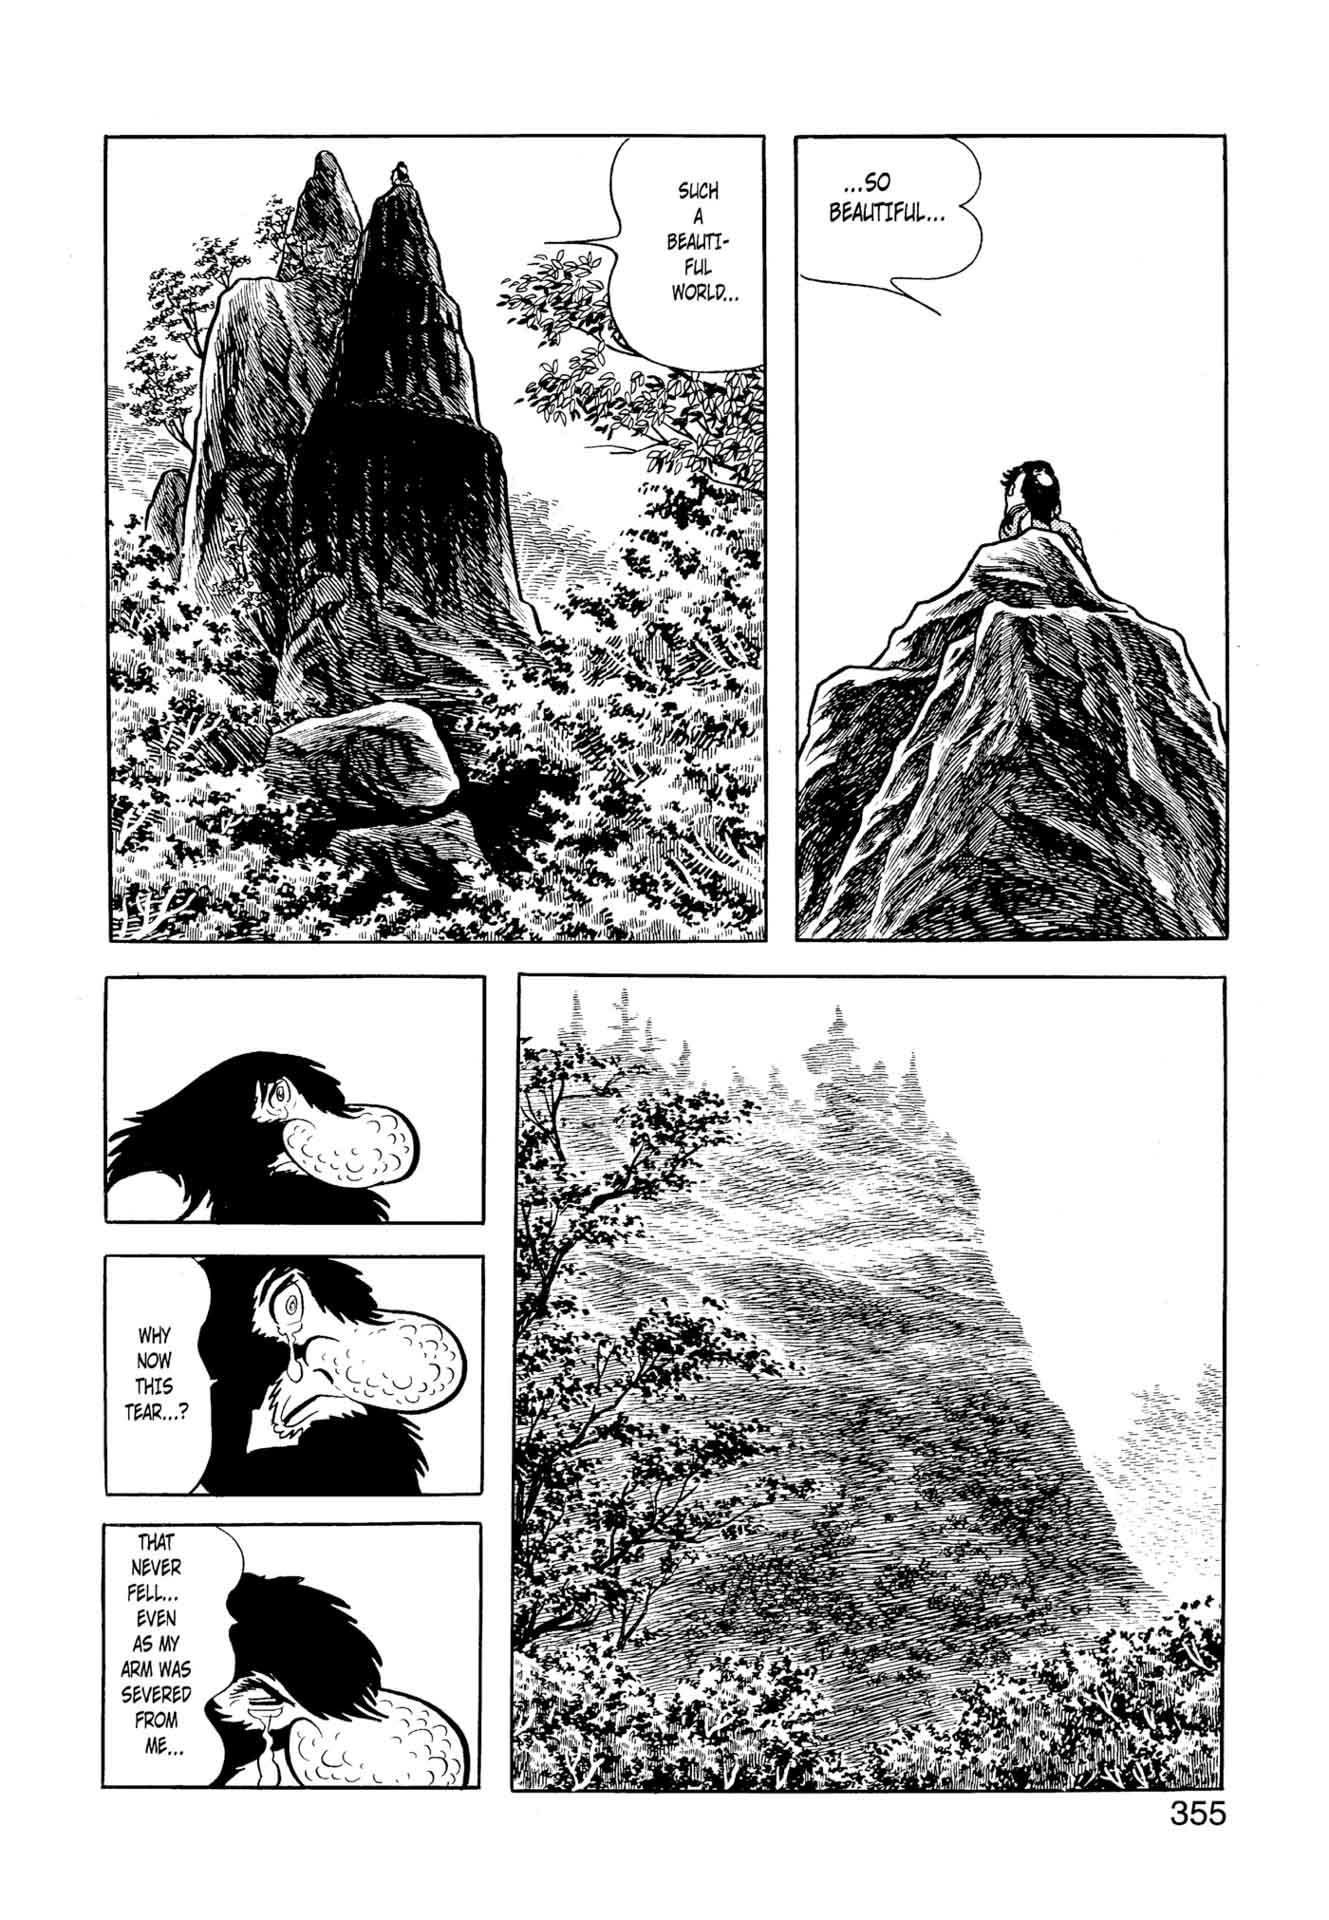 ...SO
BEAUTIFUL...
SUCH
A
BEAUTI-
FUL
WORLD...
WHY
NOW
THIS
TEAR...?
THAT
NEVER
FELL...
EVEN
AS MY
ARM WAS
SEVERED
FROM
ME...
355